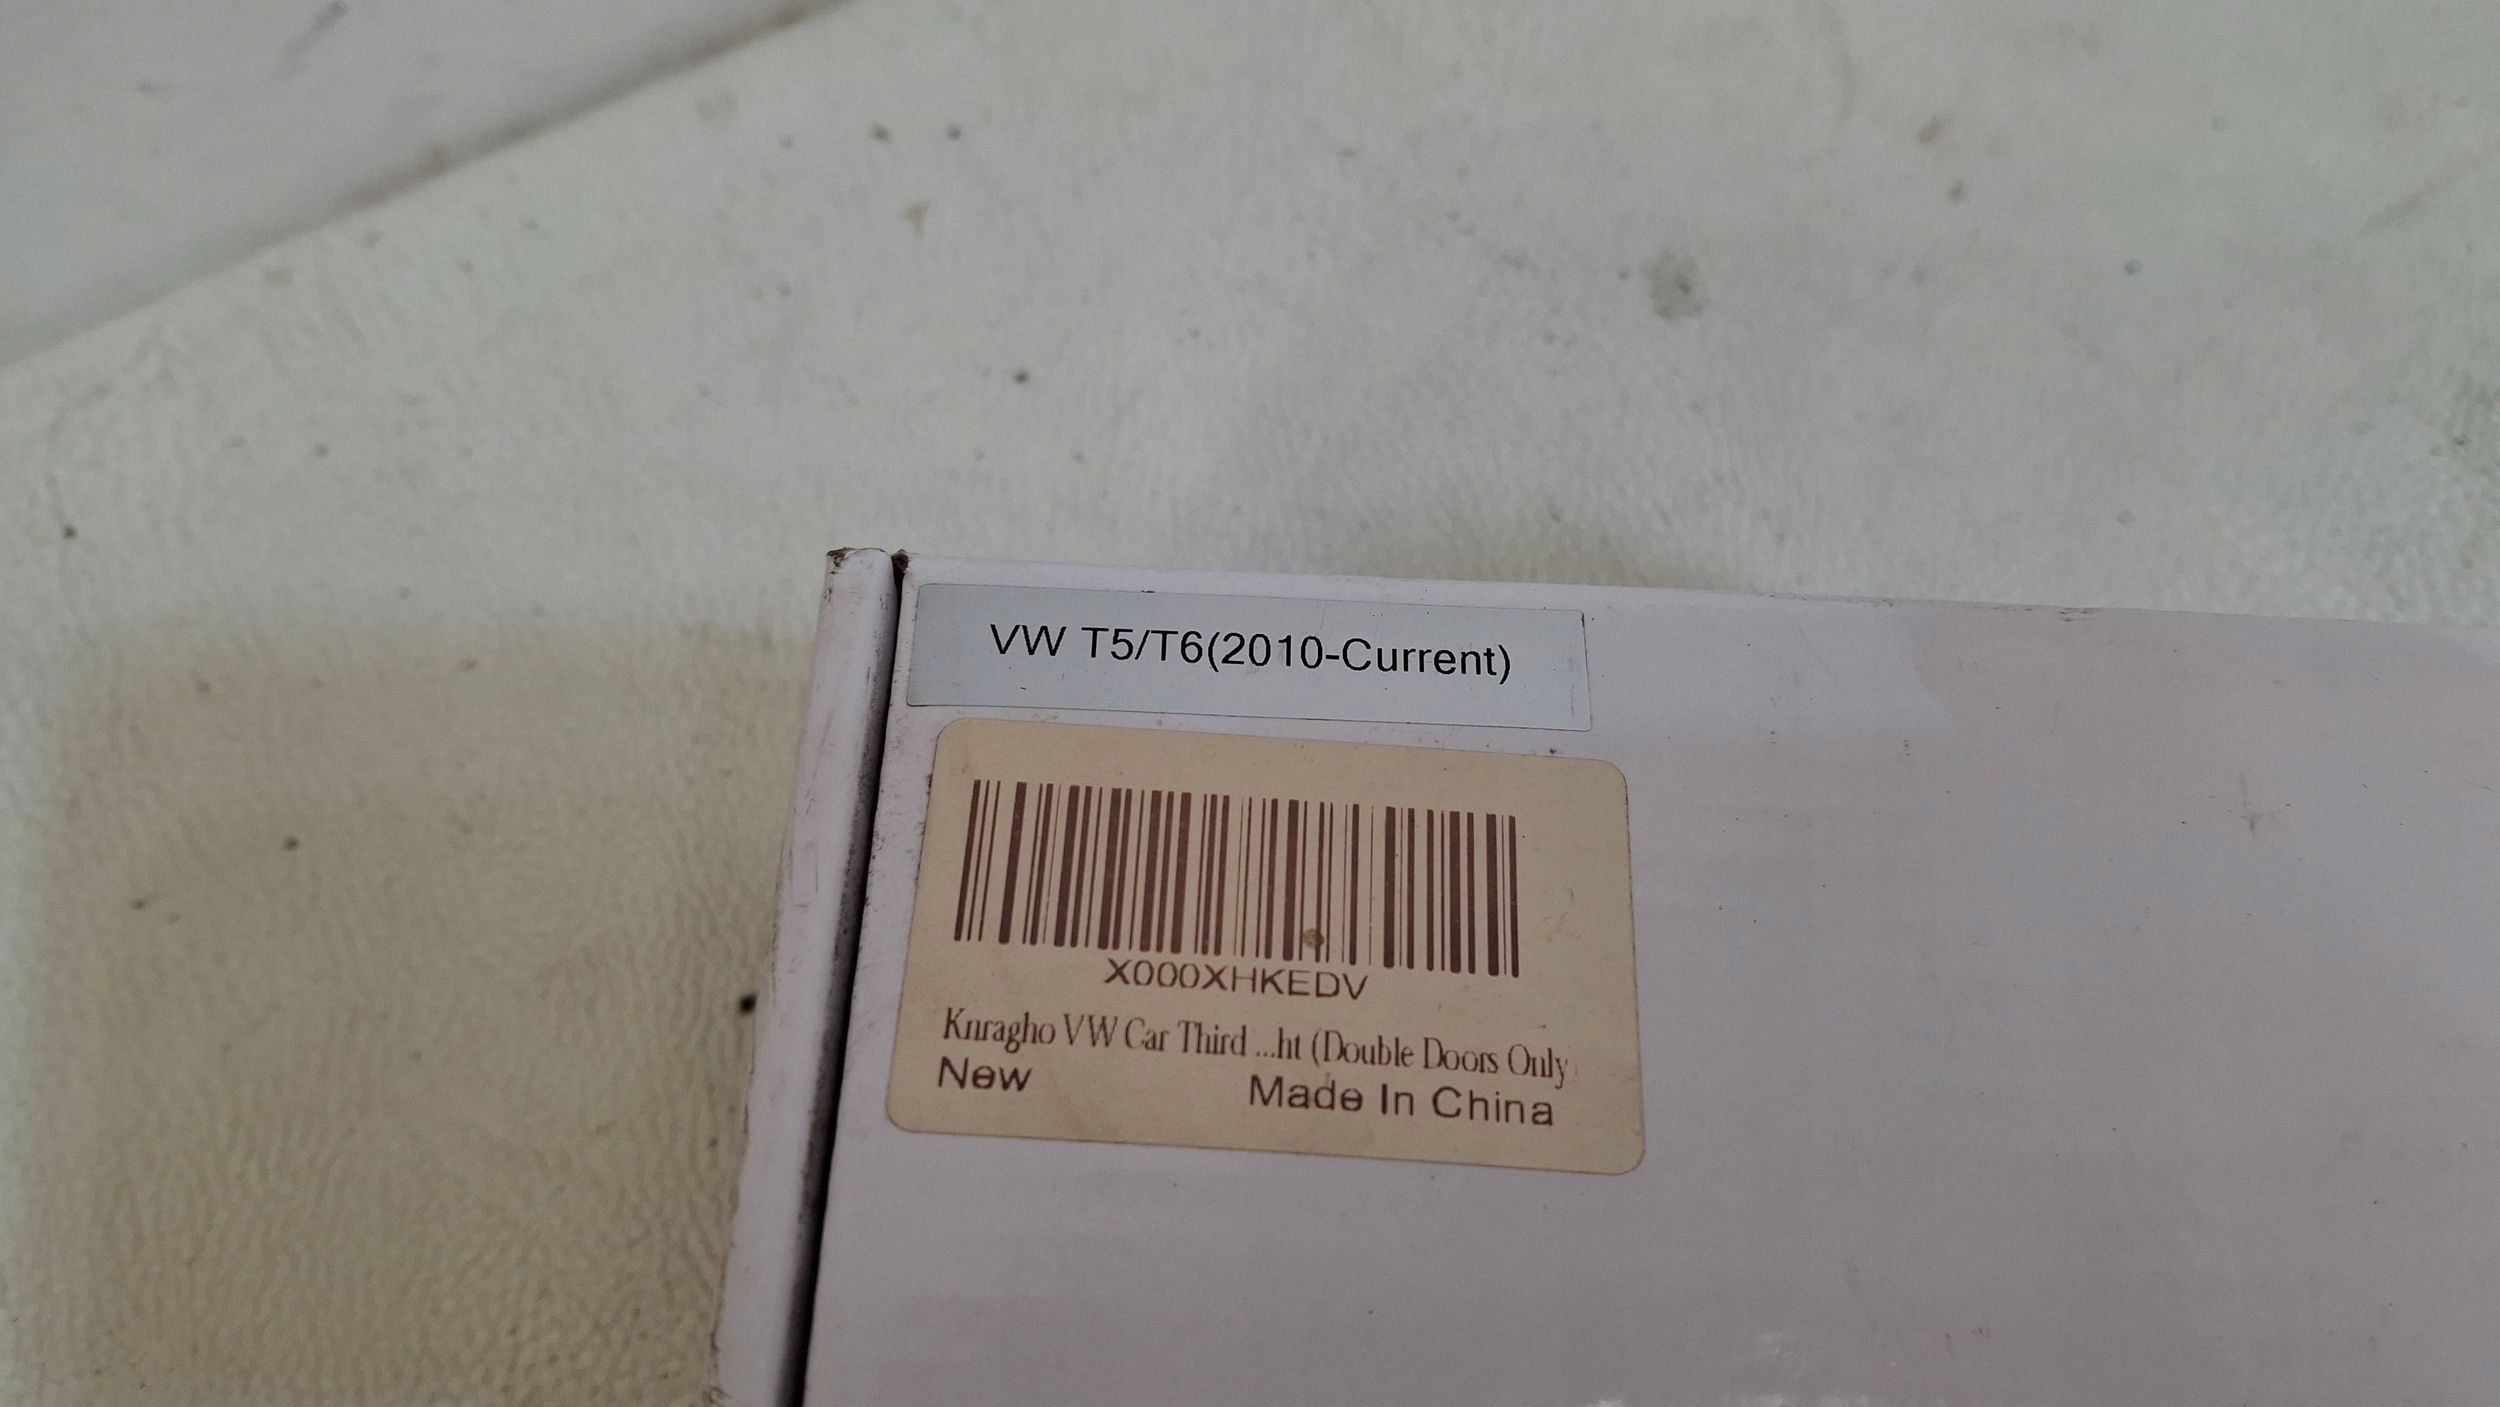 VW T5/T6(2010-Current)
X000XHKEDV
Knragho VW Car Third ...ht (Double Doors Only
New
Made In China